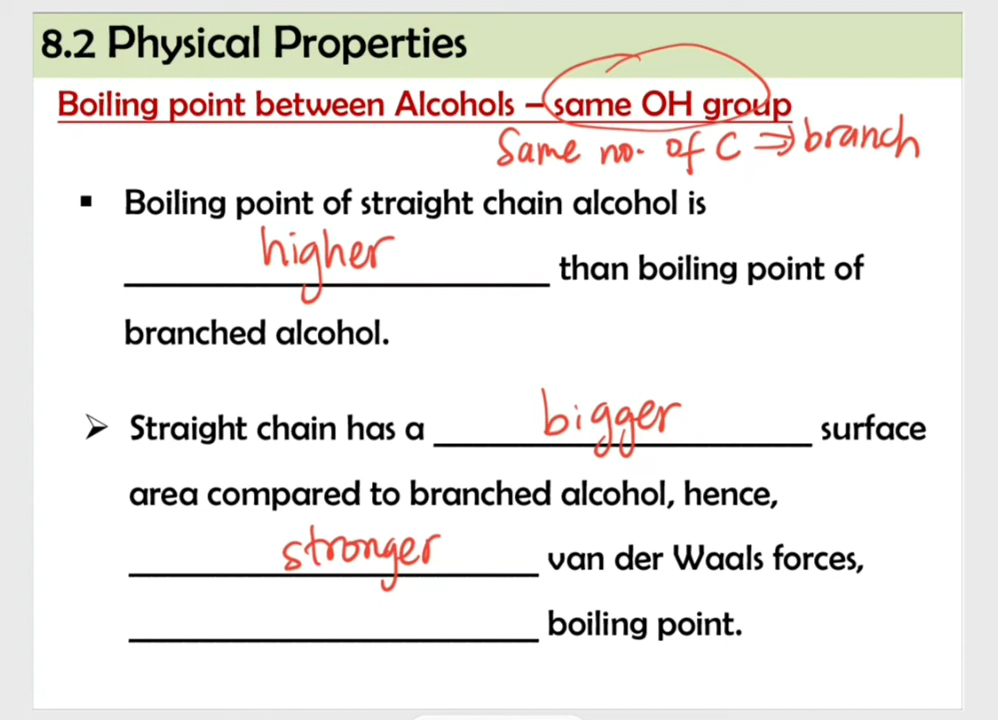 8.2 Physical Properties
Boiling point between Alcohols – same OH group
Same no. of C ⇒ branch
▪ Boiling point of straight chain alcohol is
higher than boiling point of
branched alcohol.
➢ Straight chain has a bigger surface
area compared to branched alcohol, hence,
stronger van der Waals forces,
____________________ boiling point.